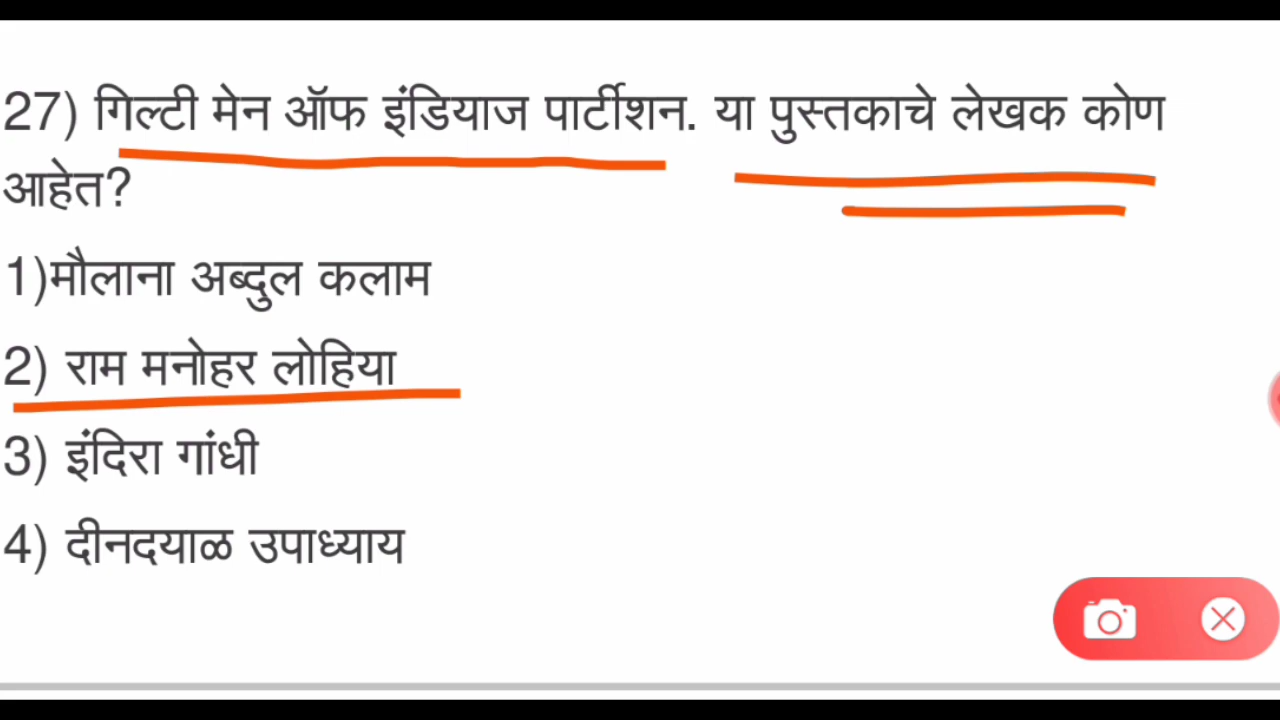 27) गिल्टी मेन ऑफ इंडियाज पार्टीशन. या पुस्तकाचे लेखक कोण
आहेत?
1)मौलाना अब्दुल कलाम
2) राम मनोहर लोहिया
3) इंदिरा गांधी
4) दीनदयाळ उपाध्याय